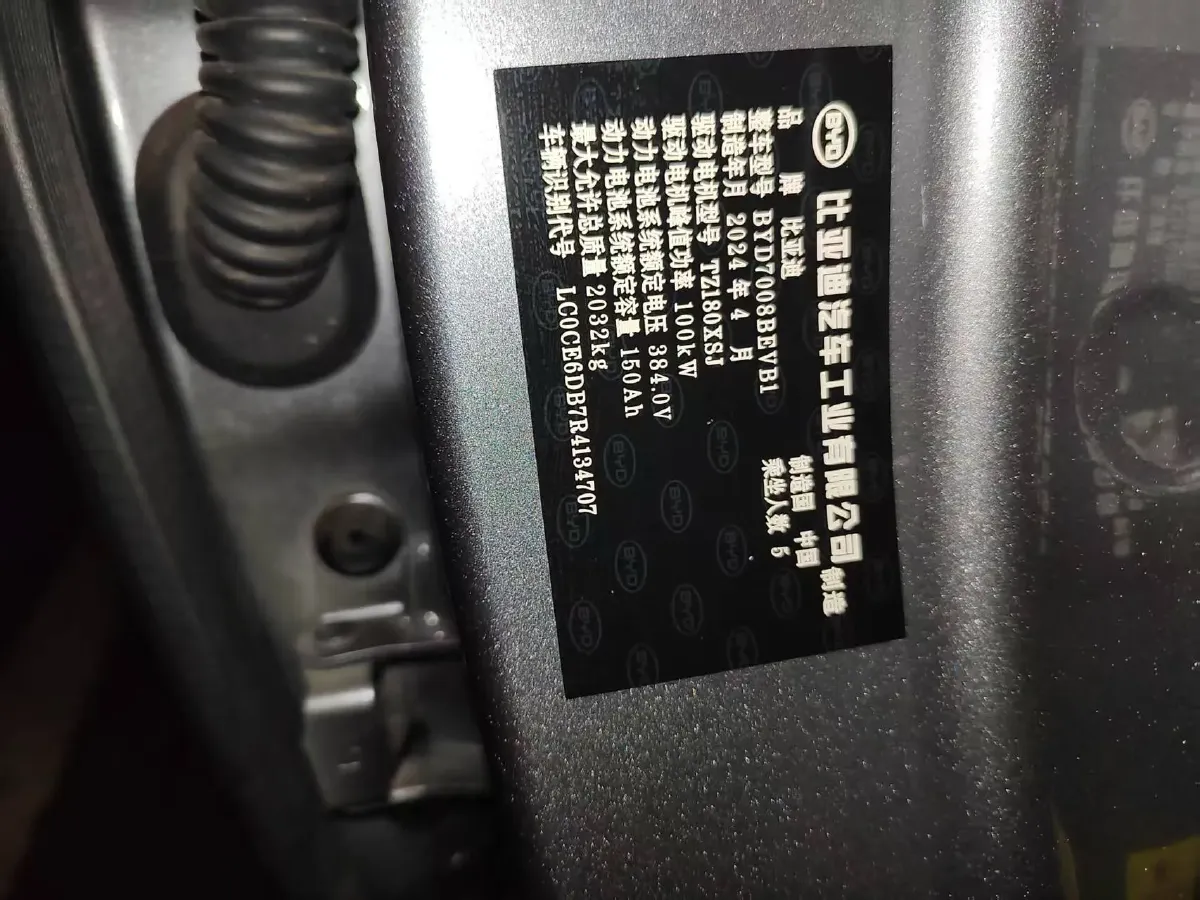 BYD 比亚迪汽车工业有限公司 制造
品 牌 比亚迪 制造国 中国
整车型号 BYD7008BEVB1 乘坐人数 5
制造年月 2024 年 4 月
驱动电机型号 TZ180XSJ
驱动电机峰值功率 100kW
动力电池系统额定电压 384.0V
动力电池系统额定容量 150Ah
最大允许总质量 2032kg
车辆识别代号 LC0CE6DB7R4134707